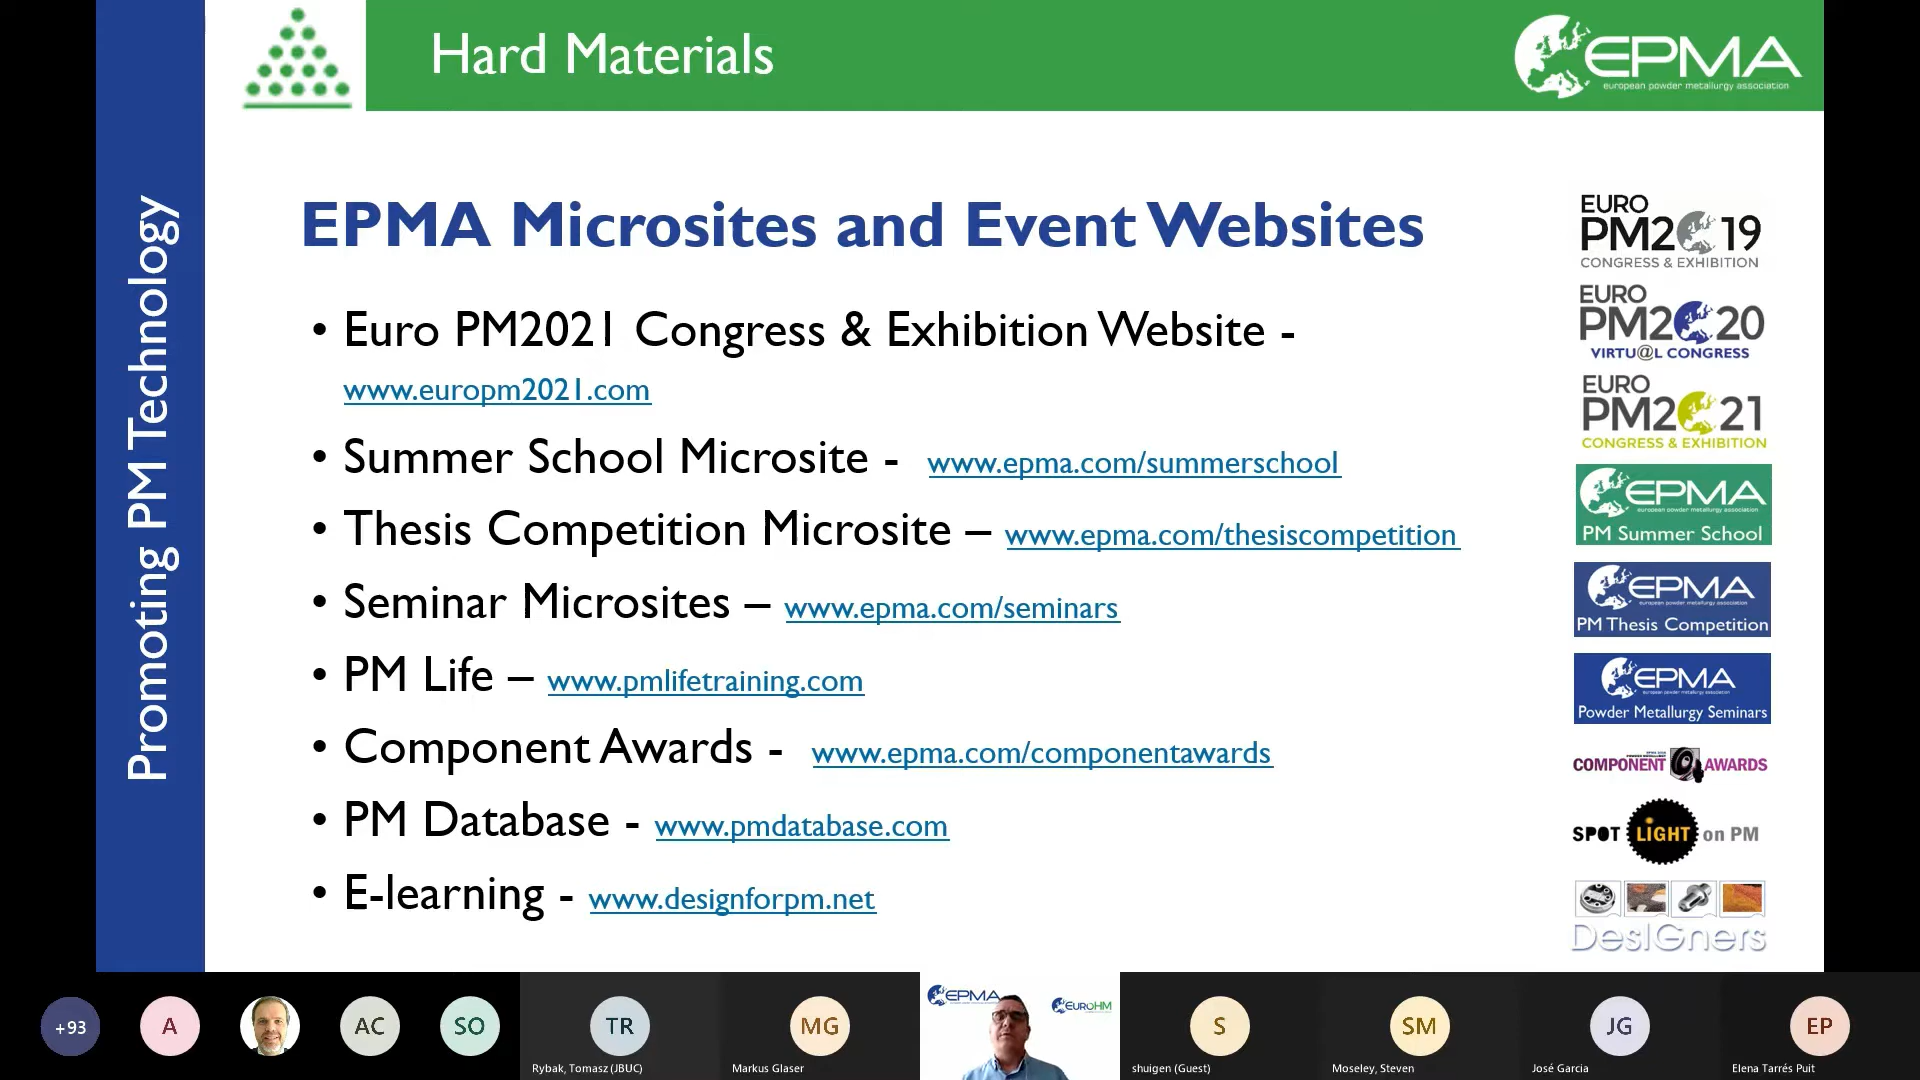 Hard Materials
EPMA
european powder metallurgy association
Promoting PM Technology
EPMA Microsites and Event Websites
• Euro PM2021 Congress & Exhibition Website -
www.europm2021.com
• Summer School Microsite - www.epma.com/summerschool
• Thesis Competition Microsite – www.epma.com/thesiscompetition
• Seminar Microsites – www.epma.com/seminars
• PM Life – www.pmlifetraining.com
• Component Awards - www.epma.com/componentawards
• PM Database - www.pmdatabase.com
• E-learning - www.designforpm.net
EURO
PM2019
CONGRESS & EXHIBITION
EURO
PM2020
VIRTU@L CONGRESS
EURO
PM2021
CONGRESS & EXHIBITION
EPMA
european powder metallurgy association
PM Summer School
EPMA
european powder metallurgy association
PM Thesis Competition
EPMA
european powder metallurgy association
Powder Metallurgy Seminars
COMPONENT AWARDS
SPOT LIGHT on PM
DesIGners
+93
A
AC
SO
TR
Rybak, Tomasz (JBUC)
MG
Markus Glaser
EPMA
EUROHM
S
shuigen (Guest)
SM
Moseley, Steven
JG
José Garcia
EP
Elena Tarrés Puit